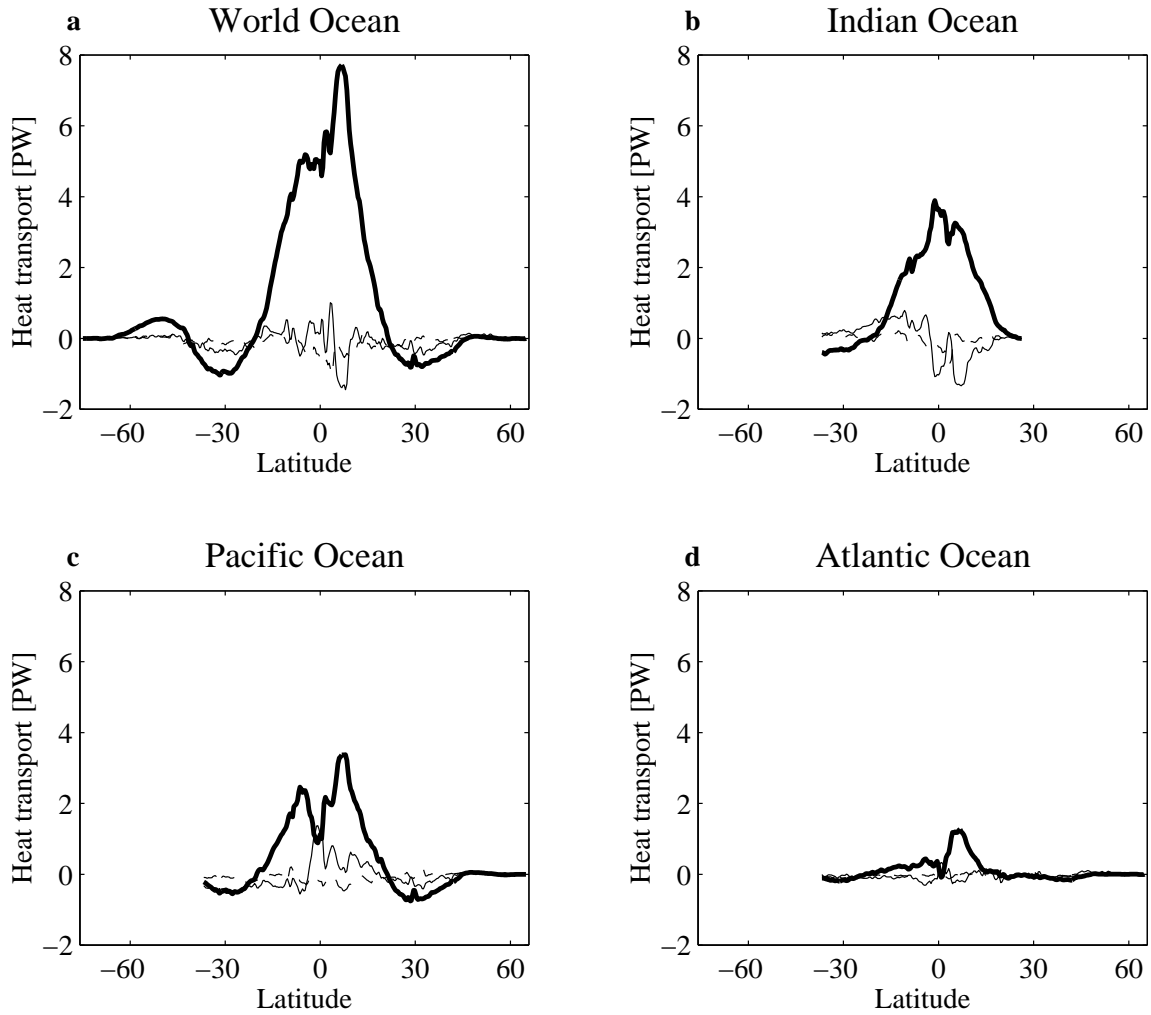 a World Ocean
8
6
4
2
0
−2
Heat transport [PW]
−60 −30 0 30 60
Latitude
b Indian Ocean
8
6
4
2
0
−2
Heat transport [PW]
−60 −30 0 30 60
Latitude
c Pacific Ocean
8
6
4
2
0
−2
Heat transport [PW]
−60 −30 0 30 60
Latitude
d Atlantic Ocean
8
6
4
2
0
−2
Heat transport [PW]
−60 −30 0 30 60
Latitude